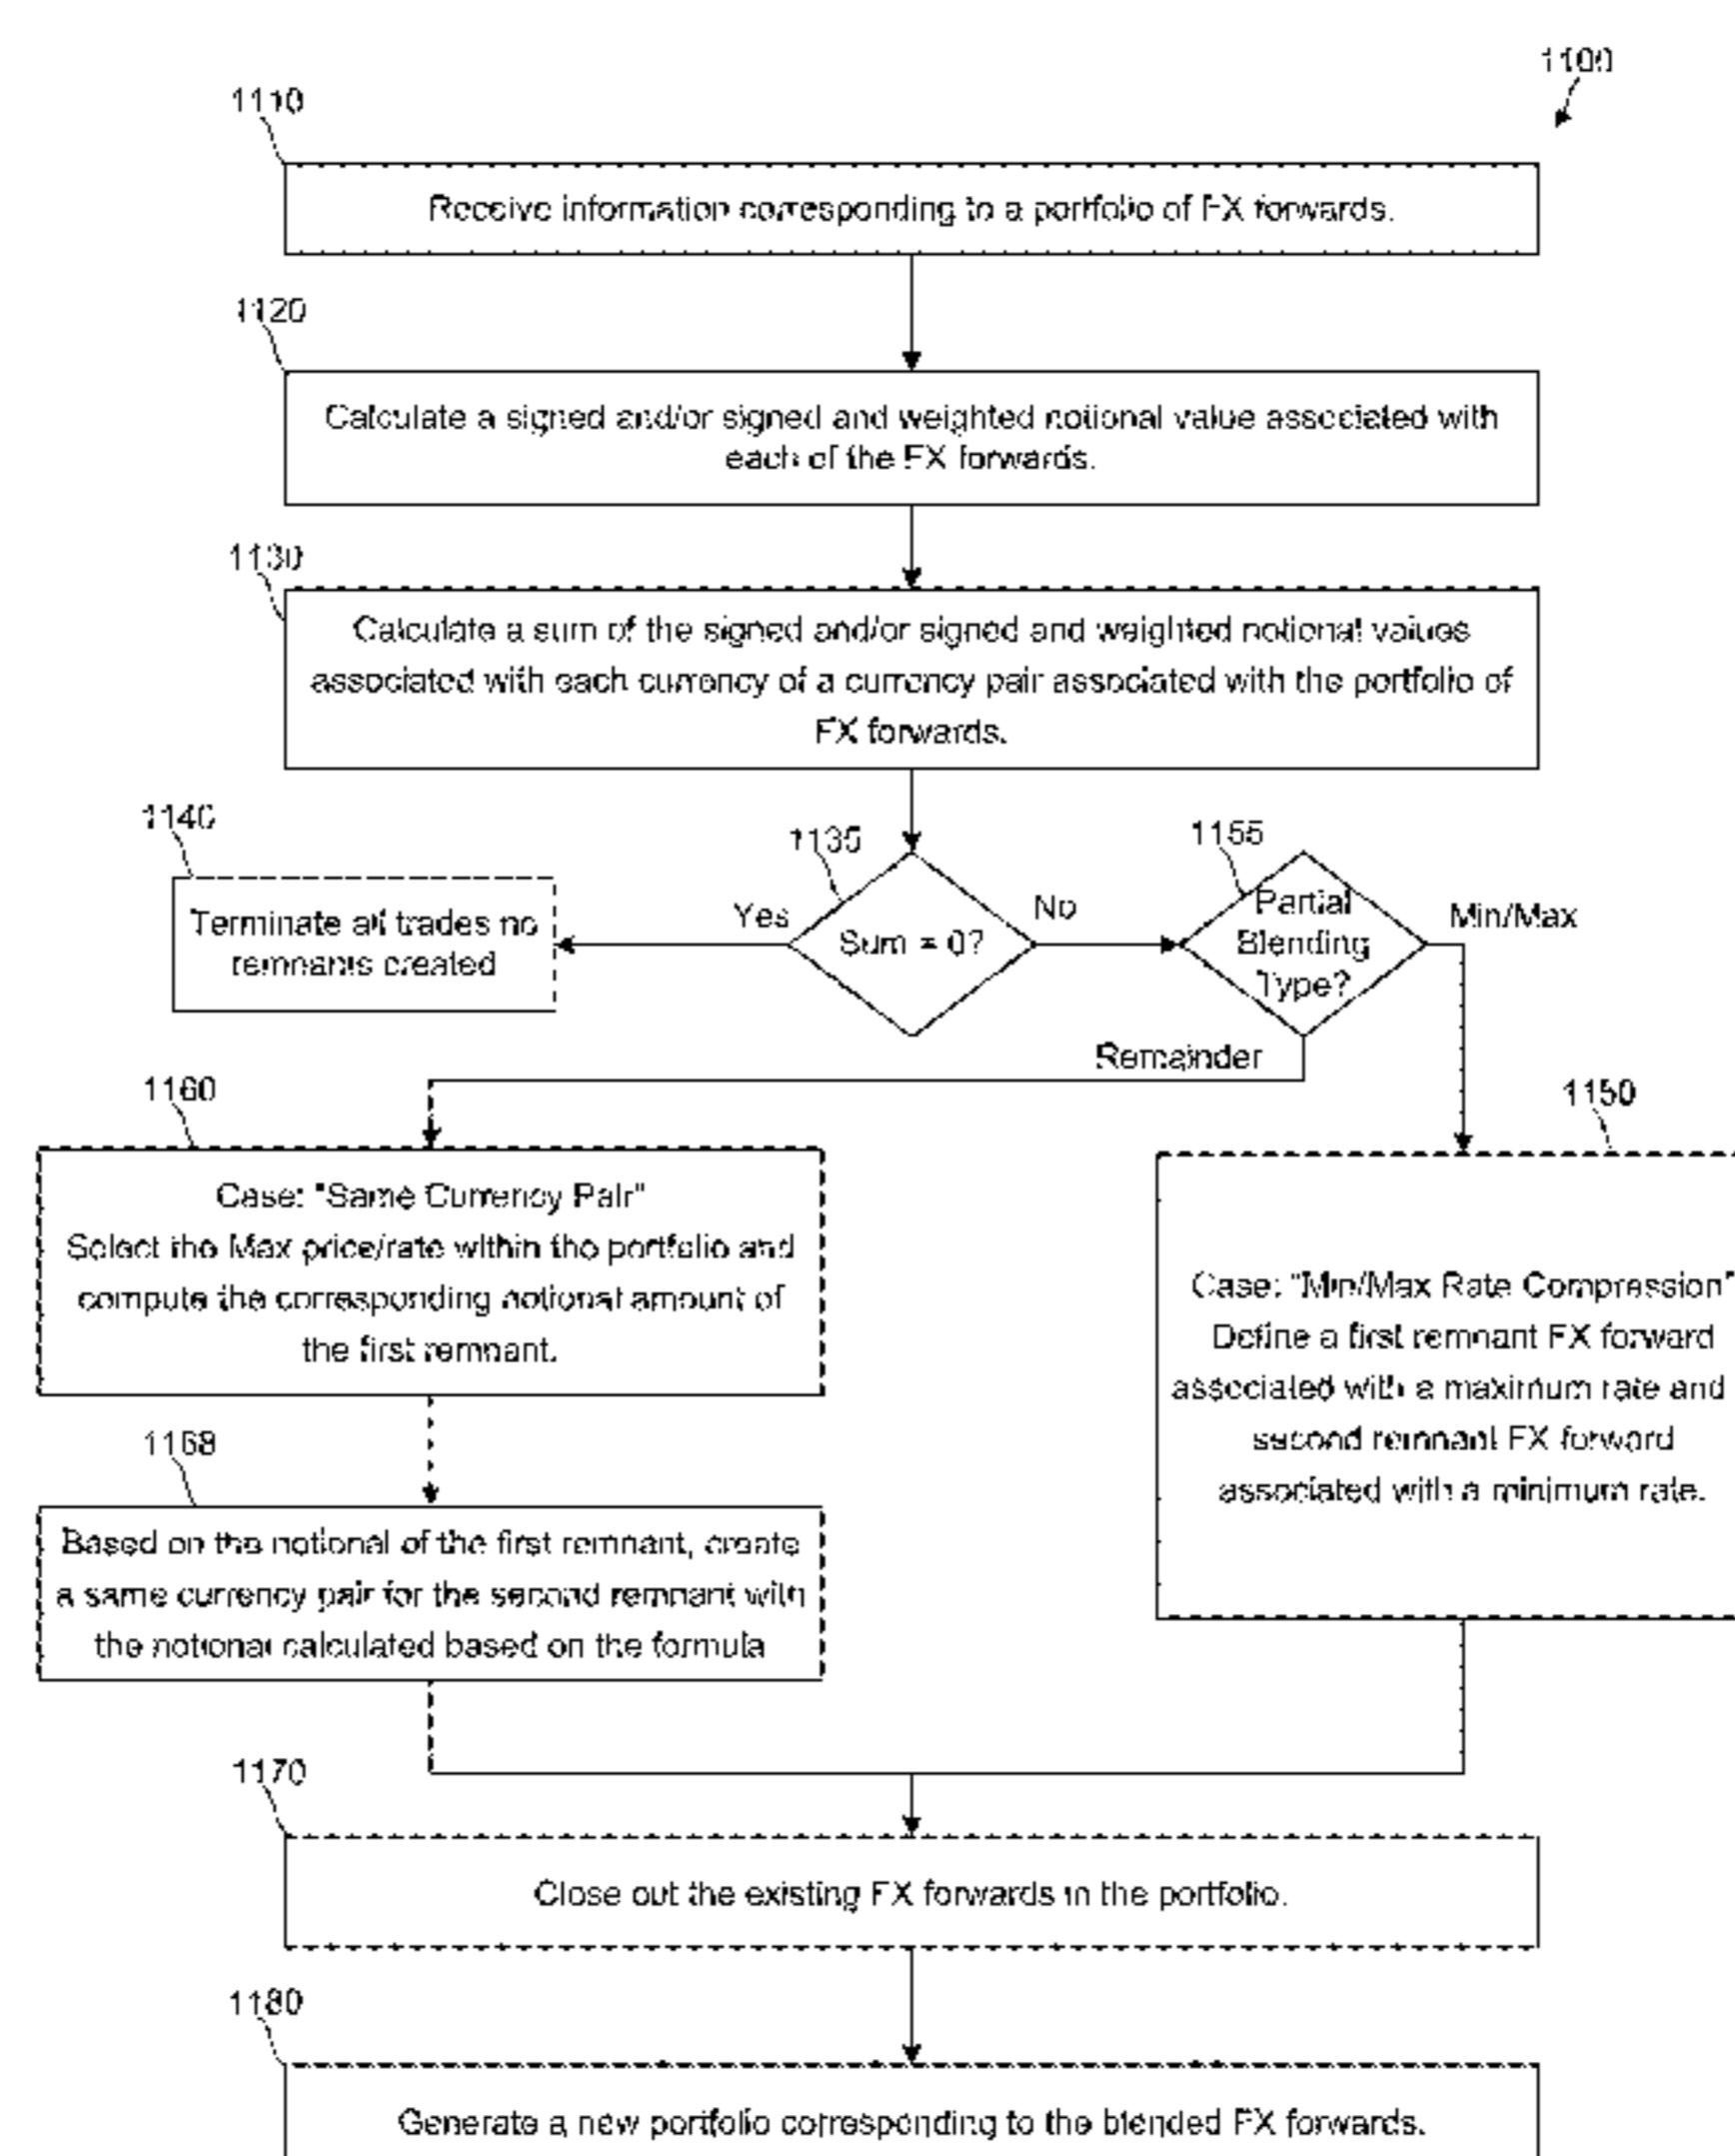 1100
1110
Receive information corresponding to a portfolio of FX forwards.
1120
Calculate a signed and/or signed and weighted notional value associated with
each of the FX forwards.
1130
Calculate a sum of the signed and/or signed and weighted notional values
associated with each currency of a currency pair associated with the portfolio of
FX forwards.
1140
Terminate all trades no
remnants created
1135
Yes
Sum = 0?
No
1155
Partial
Blending
Type?
Min/Max
Remainder
1160
Case: "Same Currency Pair"
Select the Max price/rate within the portfolio and
compute the corresponding notional amount of
the first remnant.
1150
Case: "Min/Max Rate Compression"
Define a first remnant FX forward
associated with a maximum rate and
second remnant FX forward
associated with a minimum rate.
1168
Based on the notional of the first remnant, create
a same currency pair for the second remnant with
the notional calculated based on the formula
1170
Close out the existing FX forwards in the portfolio.
1180
Generate a new portfolio corresponding to the blended FX forwards.